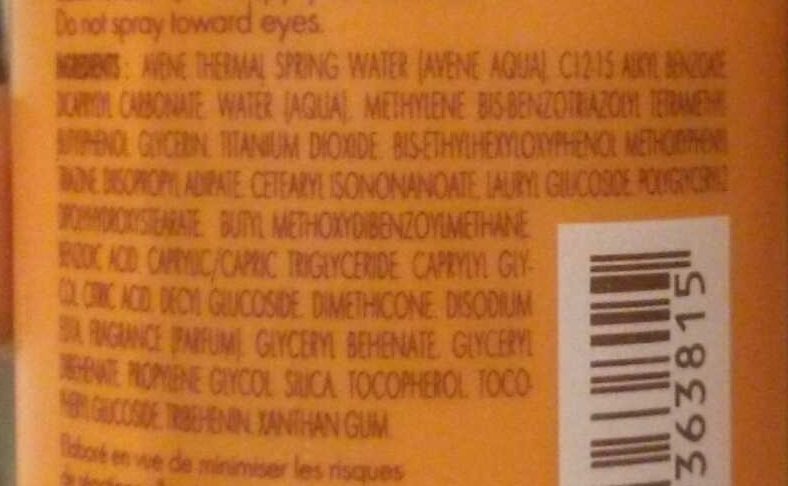 Do not spray toward eyes.
INGREDIENTS : AVENE THERMAL SPRING WATER (AVENE AQUA). C12-15 ALKYL BENZOATE.
DICAPRYLYL CARBONATE. WATER (AQUA). METHYLENE BIS-BENZOTRIAZOLYL TETRAMETHYL-
BUTYLPHENOL. GLYCERIN. TITANIUM DIOXIDE. BIS-ETHYLHEXYLOXYPHENOL METHOXYPHENYL
TRIAZINE. DIISOPROPYL ADIPATE. CETEARYL ISONONANOATE. LAURYL GLUCOSIDE. POLYGLYCERYL-2
DIPOLYHYDROXYSTEARATE. BUTYL METHOXYDIBENZOYLMETHANE.
BENZOIC ACID. CAPRYLIC/CAPRIC TRIGLYCERIDE. CAPRYLYL GLY-
COL. CITRIC ACID. DECYL GLUCOSIDE. DIMETHICONE. DISODIUM
EDTA. FRAGRANCE (PARFUM). GLYCERYL BEHENATE. GLYCERYL
DIBEHENATE. PROPYLENE GLYCOL. SILICA. TOCOPHEROL. TOCO-
PHERYL GLUCOSIDE. TRIBEHENIN. XANTHAN GUM.
Elaboré en vue de minimiser les risques
363815